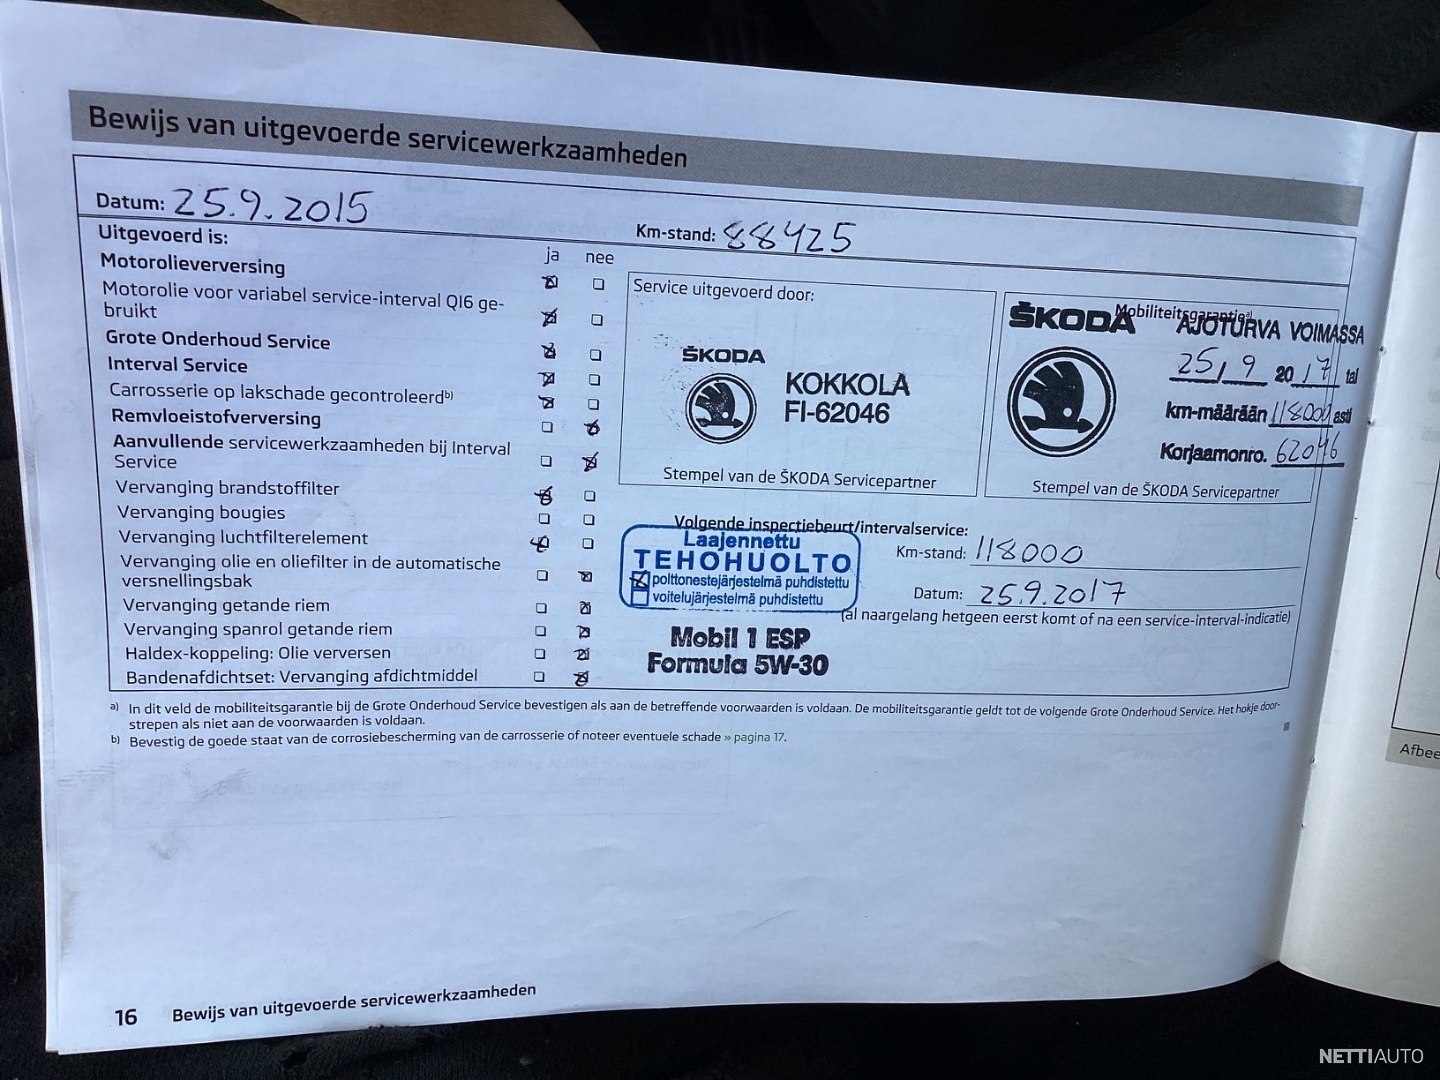 Bewijs van uitgevoerde servicewerkzaamheden
Datum: 25.9.2015
Km-stand: 88425
Uitgevoerd is:
ja nee
Motorolieverversing
Motorolie voor variabel service-interval QI6 ge-
bruikt
Grote Onderhoud Service
Interval Service
Carrosserie op lakschade gecontroleerd b)
Remvloeistofverversing
Aanvullende servicewerkzaamheden bij Interval
Service
Vervanging brandstoffilter
Vervanging bougies
Vervanging luchtfilterelement
Vervanging olie en oliefilter in de automatische
versnellingsbak
Vervanging getande riem
Vervanging spanrol getande riem
Haldex-koppeling: Olie verversen
Bandenafdichtset: Vervanging afdichtmiddel
Service uitgevoerd door:
ŠKODA
KOKKOLA
FI-62046
Stempel van de ŠKODA Servicepartner
Mobiliteitsgarantie a)
ŠKODA
AJOTURVA VOIMASSA
25,9 2017 tal
km-määrään 118000 asti
Korjaamonro. 62046
Stempel van de ŠKODA Servicepartner
Volgende inspectiebeurt/intervalservice:
Km-stand: 118000
Datum: 25.9.2017
(al naargelang hetgeen eerst komt of na een service-interval-indicatie)
Laajennettu
TEHOHUOLTO
polttonestejärjestelmä puhdistettu
voitelujärjestelmä puhdistettu
Mobil 1 ESP
Formula 5W-30
a) In dit veld de mobiliteitsgarantie bij de Grote Onderhoud Service bevestigen als aan de betreffende voorwaarden is voldaan. De mobiliteitsgarantie geldt tot de volgende Grote Onderhoud Service. Het hokje door-
strepen als niet aan de voorwaarden is voldaan.
b) Bevestig de goede staat van de corrosiebescherming van de carrosserie of noteer eventuele schade » pagina 17.
16 Bewijs van uitgevoerde servicewerkzaamheden
Afbee
NETTIAUTO